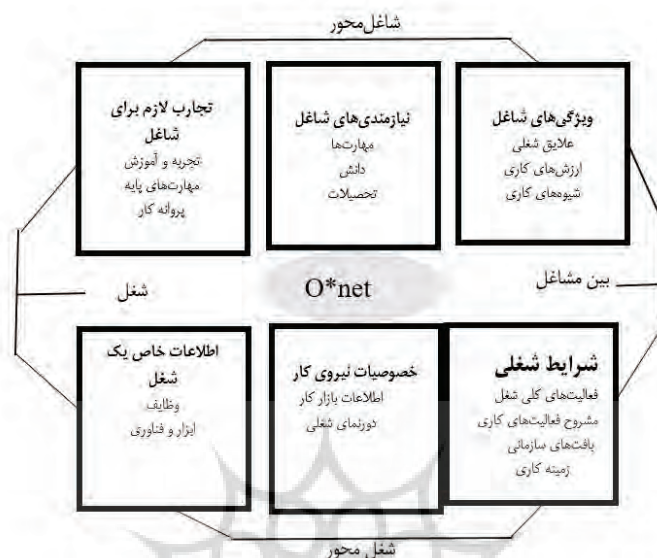 شاغل‌محور
ویژگی‌های شاغل
علایق شغلی
ارزش‌های کاری
شیوه‌های کاری
نیازمندی‌های شاغل
مهارت‌ها
دانش
تحصیلات
تجارب لازم برای
شاغل
تجربه و آموزش
مهارت‌های پایه
پروانه کار
بین مشاغل
O*net
شغل
شرایط شغلی
فعالیت‌های کلی شغل
مشروح فعالیت‌های کاری
بافت‌های سازمانی
زمینه کاری
خصوصیات نیروی کار
اطلاعات بازار کار
دورنمای شغلی
اطلاعات خاص یک
شغل
وظایف
ابزار و فناوری
شغل محور